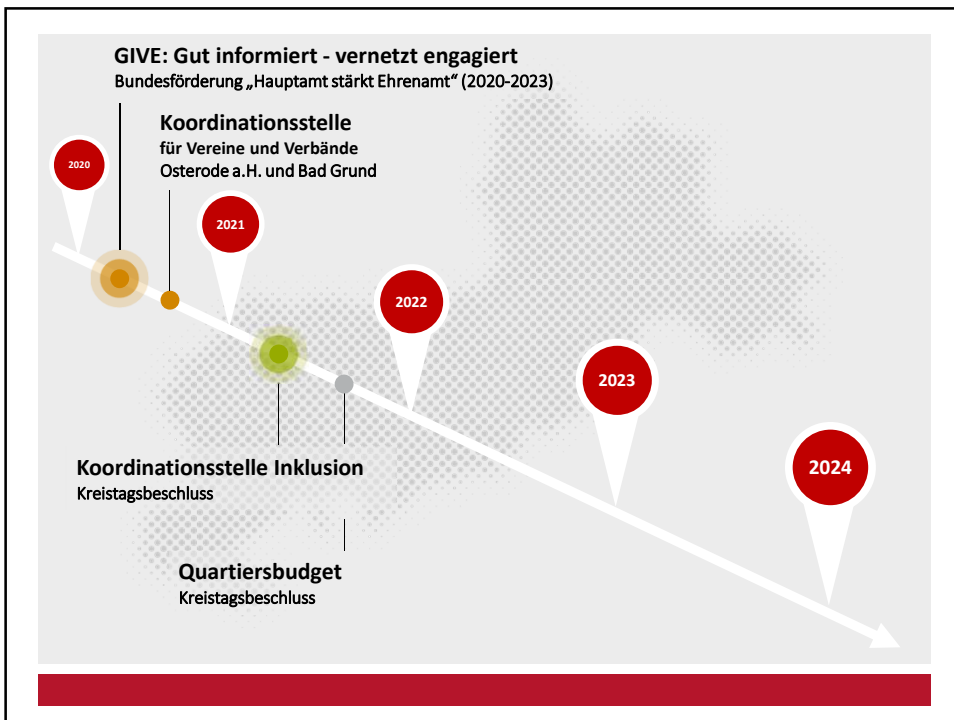 GIVE: Gut informiert - vernetzt engagiert
Bundesförderung „Hauptamt stärkt Ehrenamt“ (2020-2023)
Koordinationsstelle
für Vereine und Verbände
Osterode a.H. und Bad Grund
2020
2021
2022
2023
2024
Koordinationsstelle Inklusion
Kreistagsbeschluss
Quartiersbudget
Kreistagsbeschluss